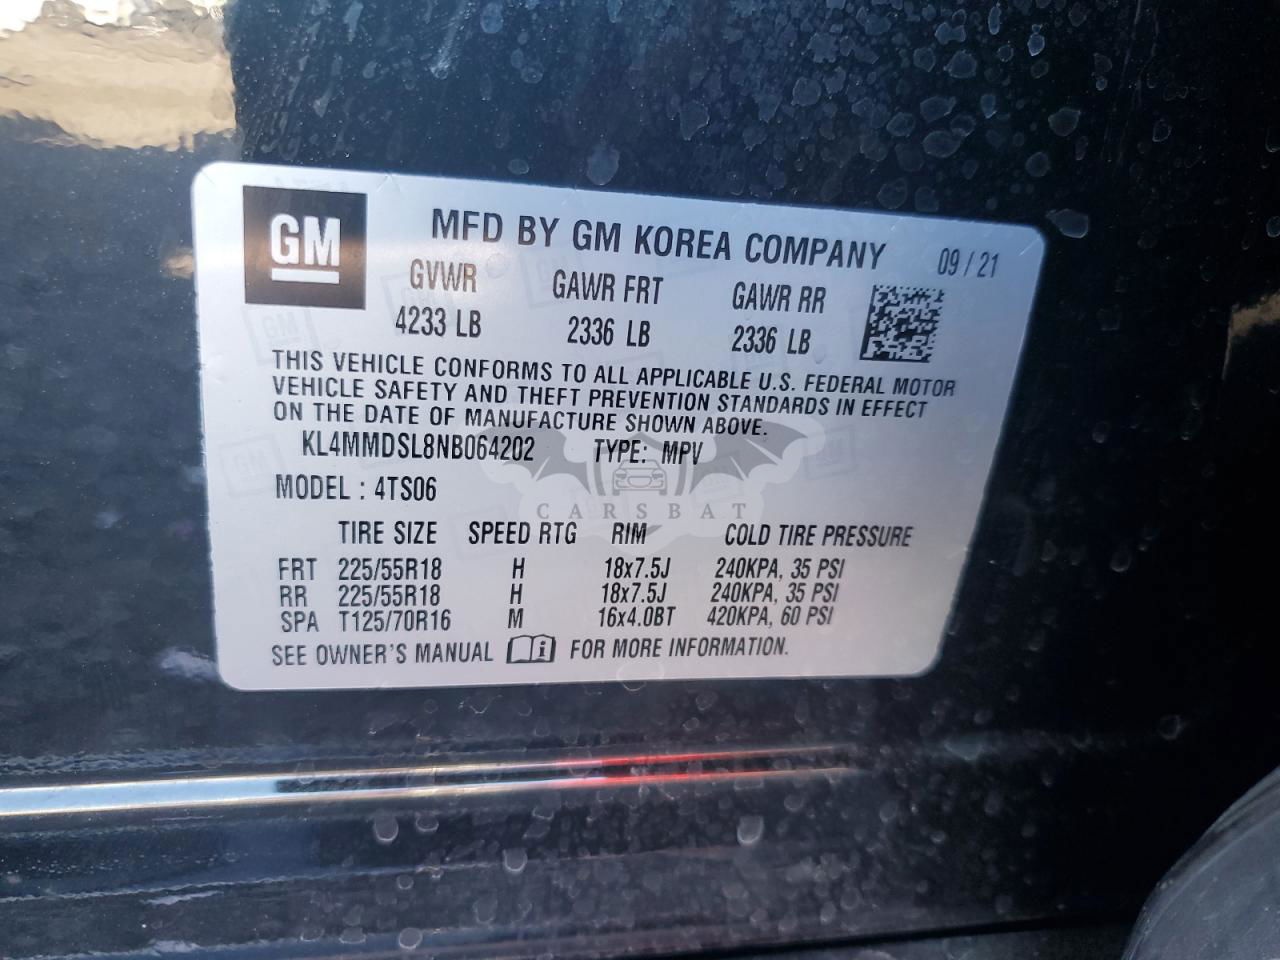 GM
MFD BY GM KOREA COMPANY 09/21
GVWR GAWR FRT GAWR RR
4233 LB 2336 LB 2336 LB
THIS VEHICLE CONFORMS TO ALL APPLICABLE U.S. FEDERAL MOTOR
VEHICLE SAFETY AND THEFT PREVENTION STANDARDS IN EFFECT
ON THE DATE OF MANUFACTURE SHOWN ABOVE.
KL4MMDSL8NB064202 TYPE: MPV
MODEL : 4TS06
CARSBAT
TIRE SIZE SPEED RTG RIM COLD TIRE PRESSURE
FRT 225/55R18 H 18x7.5J 240KPA, 35 PSI
RR 225/55R18 H 18x7.5J 240KPA, 35 PSI
SPA T125/70R16 M 16x4.0BT 420KPA, 60 PSI
SEE OWNER'S MANUAL i FOR MORE INFORMATION.